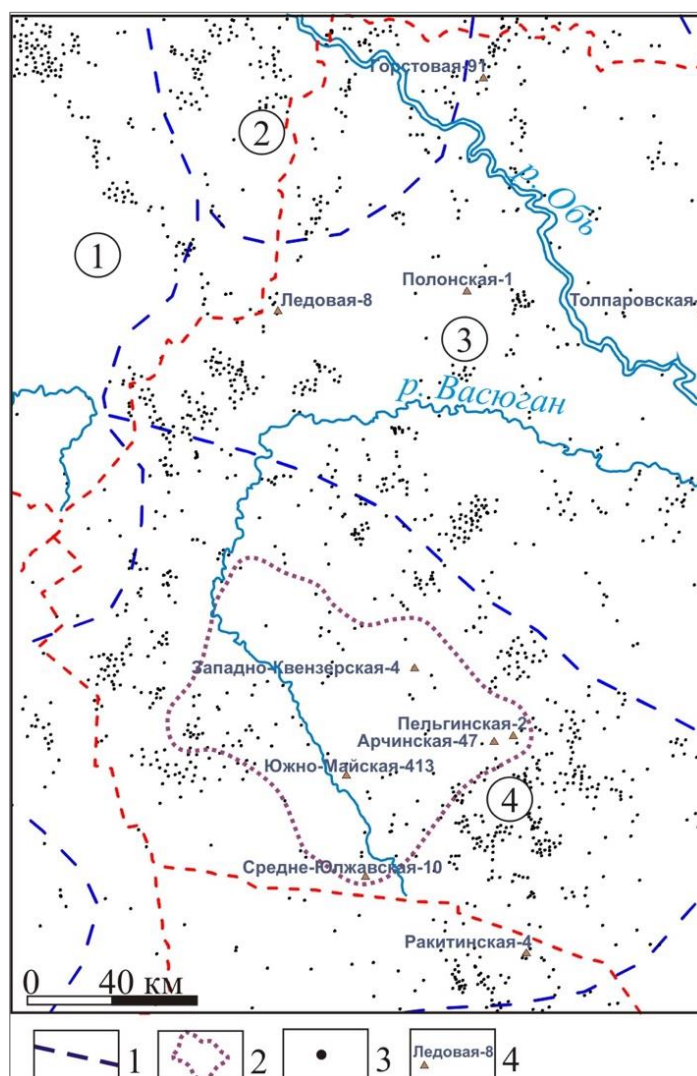 Горстовая-91
2
р. Обь
1
Полонская-1
Ледовая-8
Толпаровская-
3
р. Васюган
Западно-Квензерская-4
Пельгинская-2
Арчинская-47
Южно-Майская-413
4
Средне-Юлжавская-10
Ракитинская-4
0 40 км
1 2 3 Ледовая-8 4